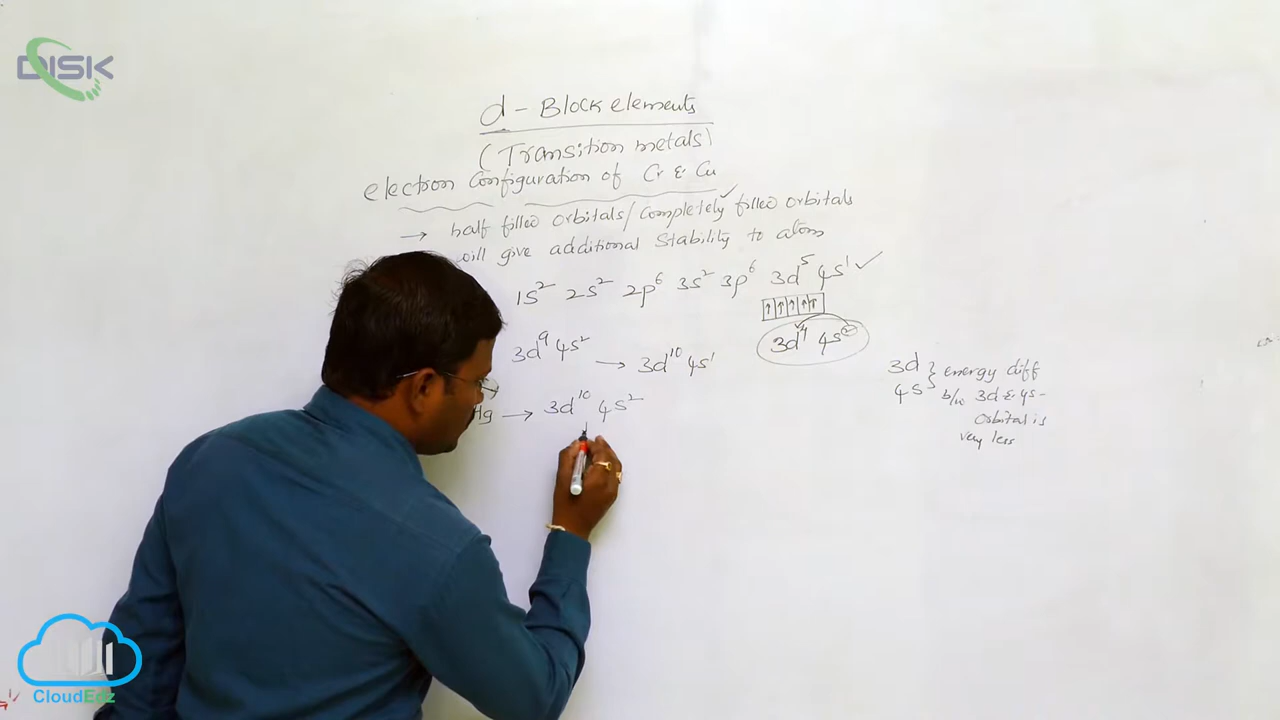 DISK
d - Block elements
(Transition metals)
electron Configuration of Cr & Cu
→ half filled orbitals/Completely filled orbitals
will give additional Stability to atom
1s² 2s² 2p⁶ 3s² 3p⁶ 3d⁵ 4s¹ ✓
↑ ↑ ↑ ↑ ↑
3d⁴ 4s²
3d⁹ 4s² → 3d¹⁰ 4s¹
Hg → 3d¹⁰ 4s²
3d } energy diff
4s } b/w 3d & 4s-
Orbital is
very less
CloudEdz